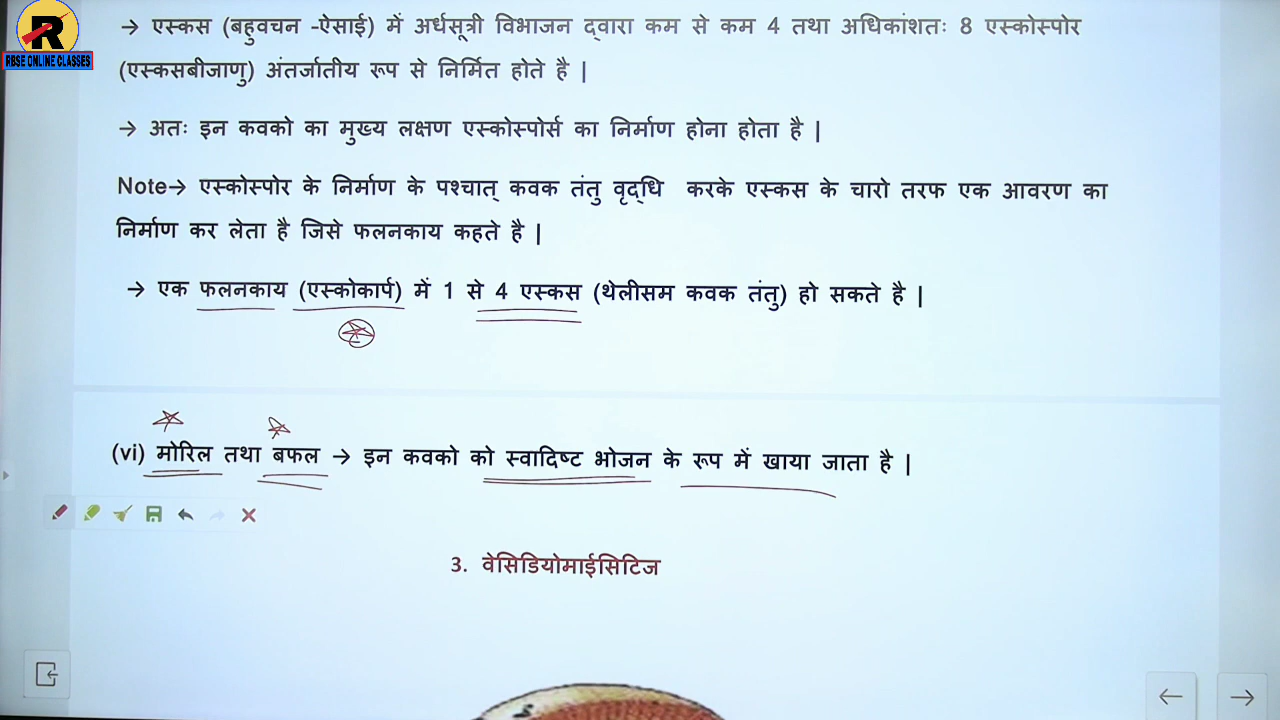 R
RBSE ONLINE CLASSES
→ एस्कस (बहुवचन -ऐसाई) में अर्धसूत्री विभाजन द्वारा कम से कम 4 तथा अधिकांशतः 8 एस्कोस्पोर
(एस्कसबीजाणु) अंतर्जातीय रूप से निर्मित होते है |
→ अतः इन कवको का मुख्य लक्षण एस्कोस्पोर्स का निर्माण होना होता है |
Note→ एस्कोस्पोर के निर्माण के पश्चात् कवक तंतु वृद्धि करके एस्कस के चारो तरफ एक आवरण का
निर्माण कर लेता है जिसे फलनकाय कहते है |
→ एक फलनकाय (एस्कोकार्प) में 1 से 4 एस्कस (थेलीसम कवक तंतु) हो सकते है |
(vi) मोरिल तथा बफल → इन कवको को स्वादिष्ट भोजन के रूप में खाया जाता है |
3. वेसिडियोमाईसिटिज